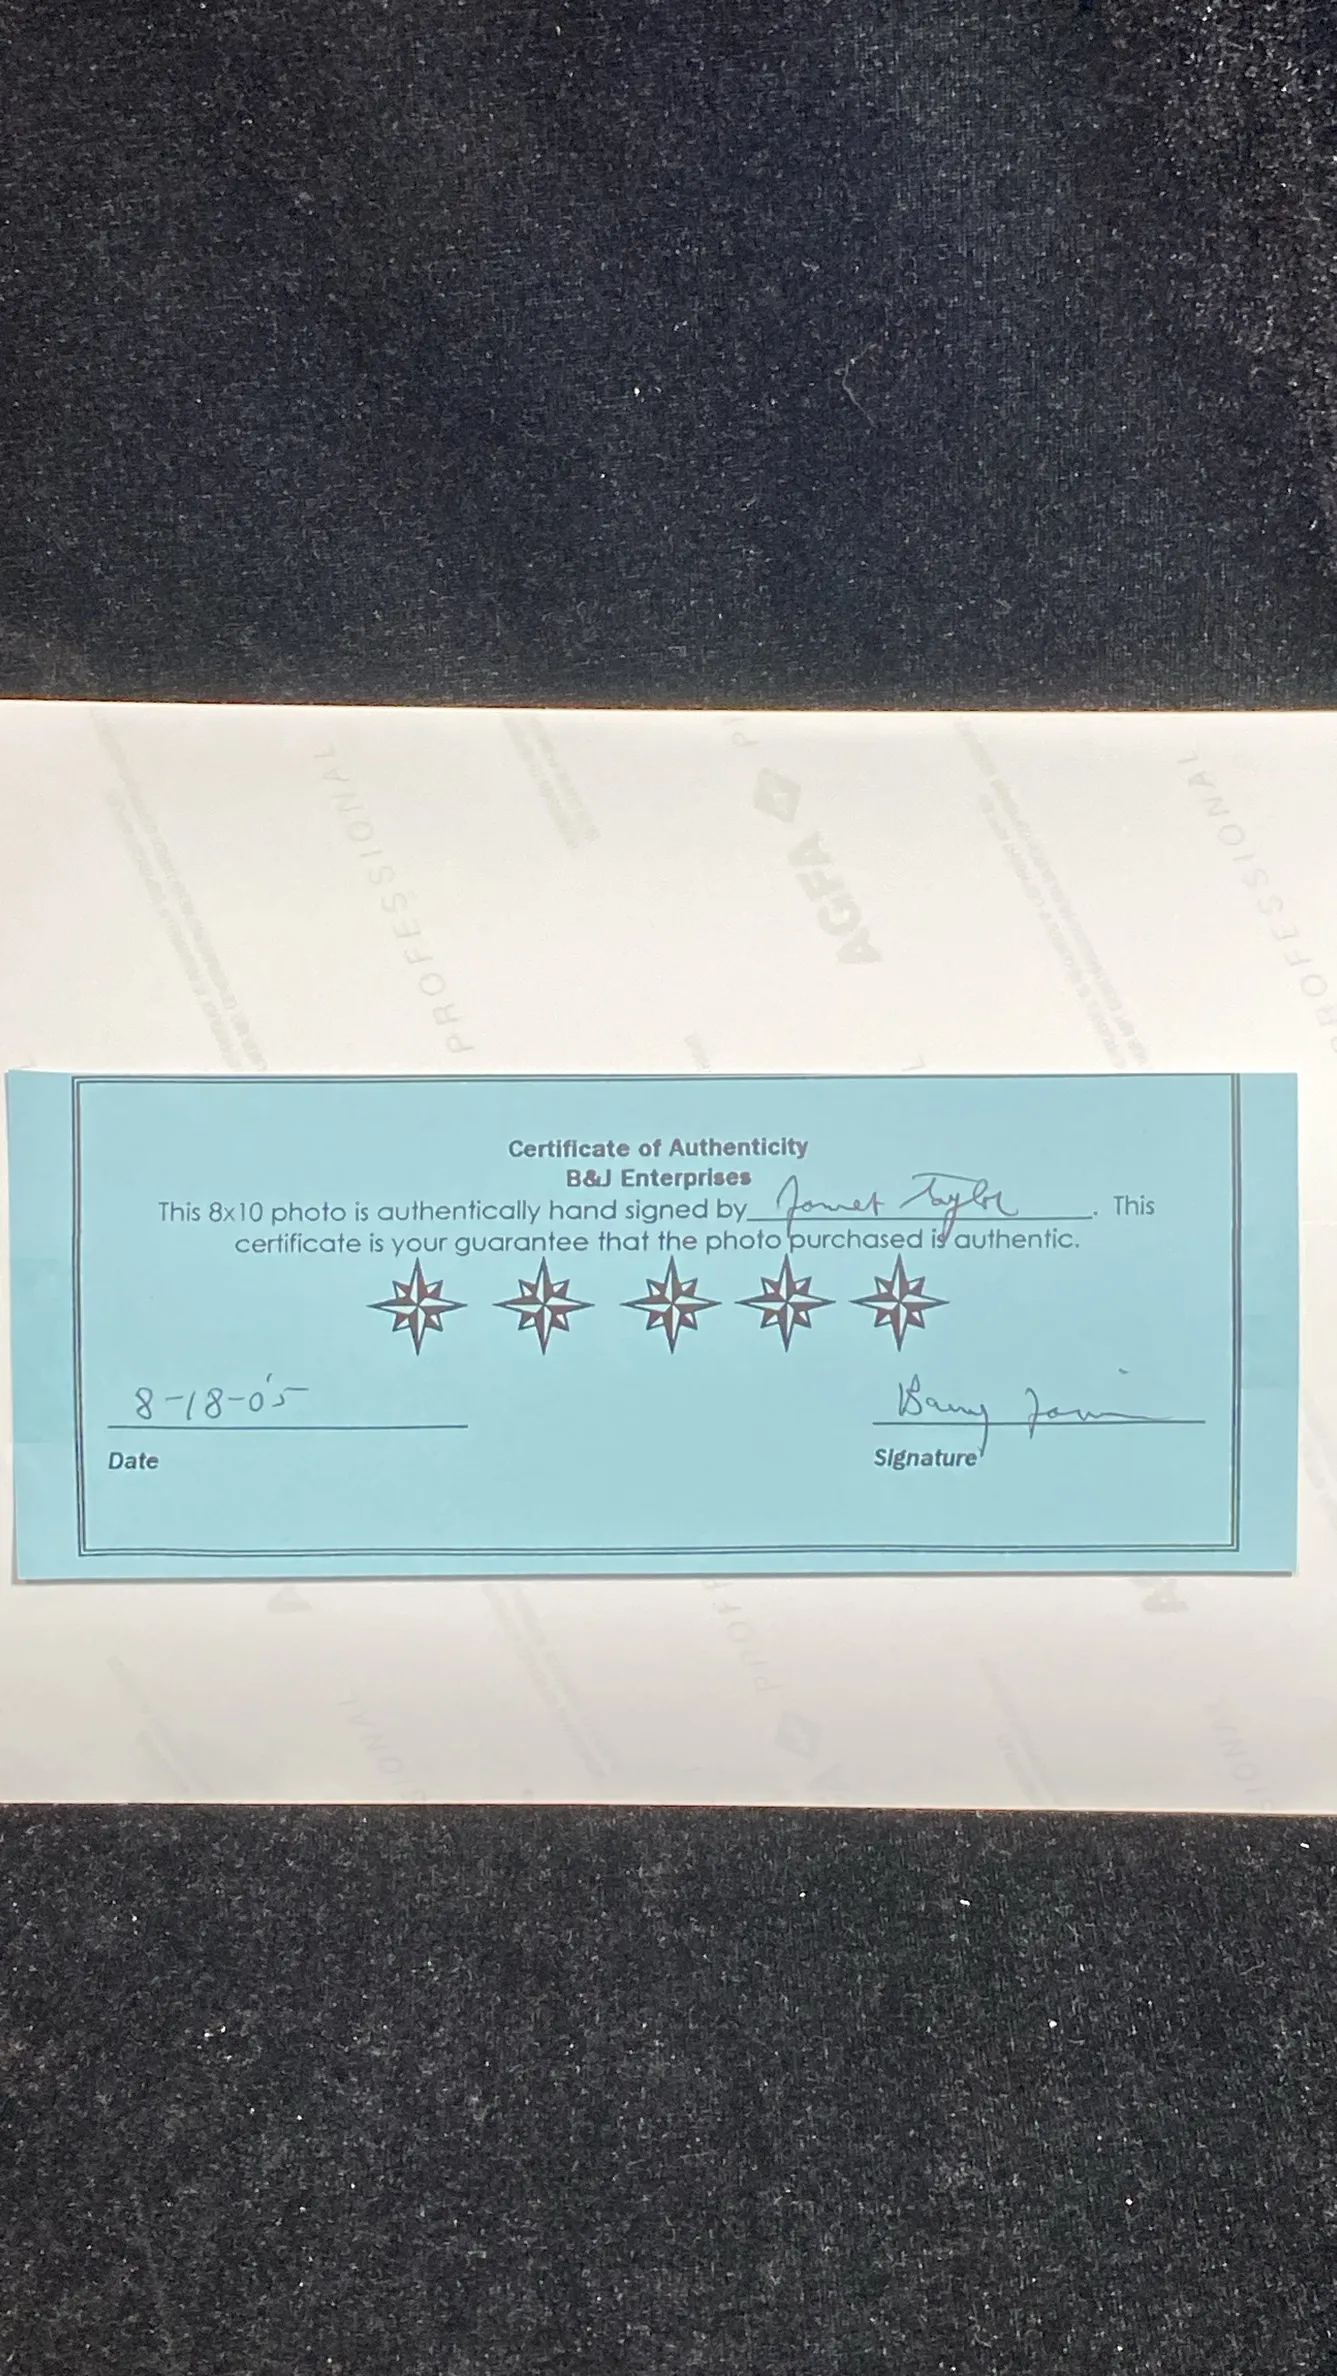 PROFESSIONAL
AGFA
PROFESSIONAL
Certificate of Authenticity
B&J Enterprises
This 8x10 photo is authentically hand signed by Janet Taylor. This
certificate is your guarantee that the photo purchased is authentic.
8-18-05
Date
Barry
Signature